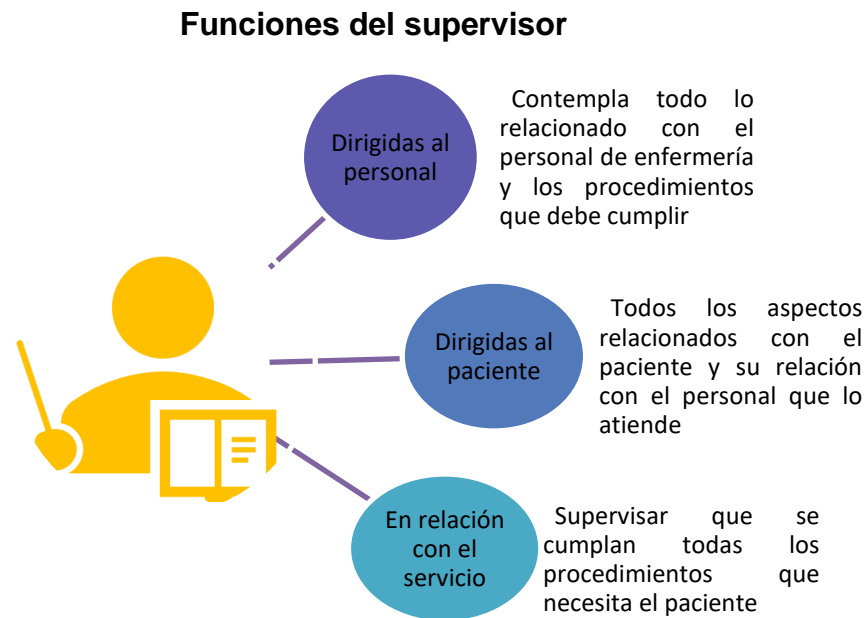 Funciones del supervisor
Dirigidas al
personal
Contempla todo lo
relacionado con el
personal de enfermería
y los procedimientos
que debe cumplir
Dirigidas al
paciente
Todos los aspectos
relacionados con el
paciente y su relación
con el personal que lo
atiende
En relación
con el
servicio
Supervisar que se
cumplan todas los
procedimientos que
necesita el paciente